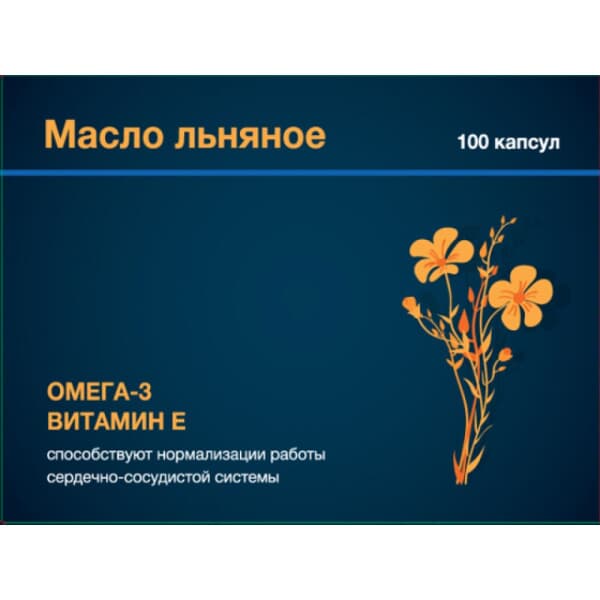 Масло льняное
100 капсул
ОМЕГА-3
ВИТАМИН Е
способствуют нормализации работы
сердечно-сосудистой системы